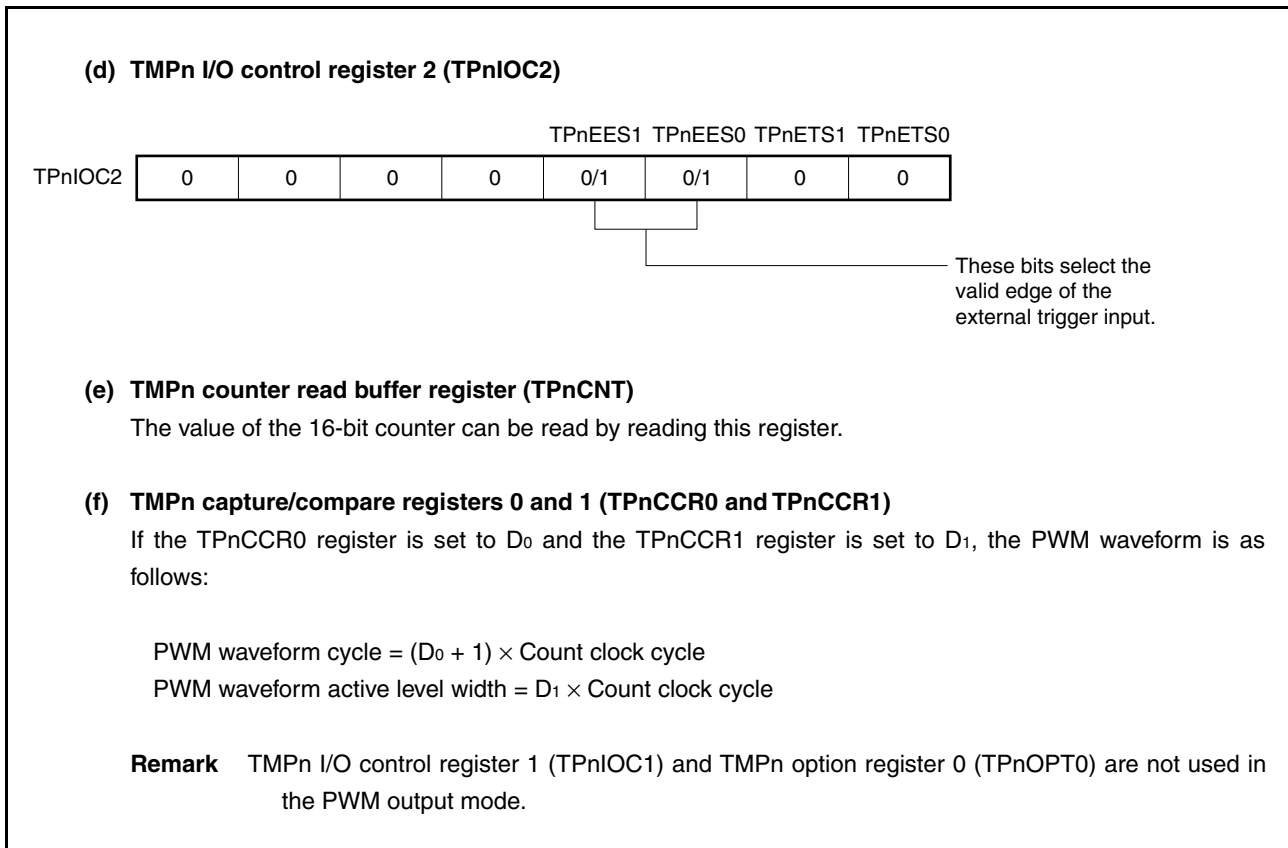 (d) TMPn I/O control register 2 (TPnIOC2)
TPnEES1 TPnEES0 TPnETS1 TPnETS0
TPnIOC2 0 0 0 0 0/1 0/1 0 0
These bits select the
valid edge of the
external trigger input.
(e) TMPn counter read buffer register (TPnCNT)
The value of the 16-bit counter can be read by reading this register.
(f) TMPn capture/compare registers 0 and 1 (TPnCCR0 and TPnCCR1)
If the TPnCCR0 register is set to D0 and the TPnCCR1 register is set to D1, the PWM waveform is as
follows:
PWM waveform cycle = (D0 + 1) × Count clock cycle
PWM waveform active level width = D1 × Count clock cycle
Remark TMPn I/O control register 1 (TPnIOC1) and TMPn option register 0 (TPnOPT0) are not used in
the PWM output mode.